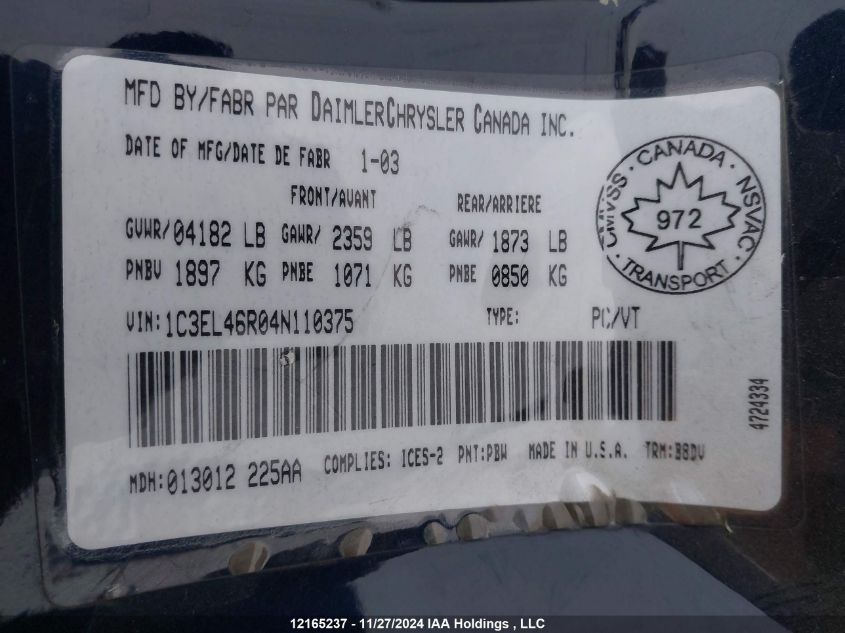 MFD BY/FABR PAR DAIMLERCHRYSLER CANADA INC.
DATE OF MFG/DATE DE FABR 1-03
FRONT/AVANT REAR/ARRIERE
GVWR/04182 LB GAWR/ 2359 LB GAWR/ 1873 LB
PNBV 1897 KG PNBE 1071 KG PNBE 0850 KG
VIN:1C3EL46R04N110375 TYPE: PC/VT
CMVSS · CANADA · NSVAC · TRANSPORT ·
972
4724334
MDH:013012 225AA COMPLIES: ICES-2 PNT:PBW MADE IN U.S.A. TRM:B8DV
12165237 - 11/27/2024 IAA Holdings , LLC